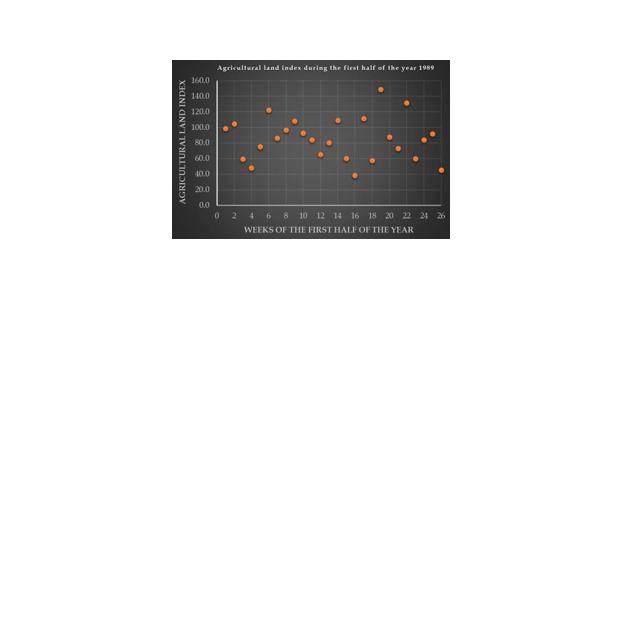 Agricultural land index during the first half of the year 1989
AGRICULTURAL LAND INDEX
160.0
140.0
120.0
100.0
80.0
60.0
40.0
20.0
0.0
0 2 4 6 8 10 12 14 16 18 20 22 24 26
WEEKS OF THE FIRST HALF OF THE YEAR